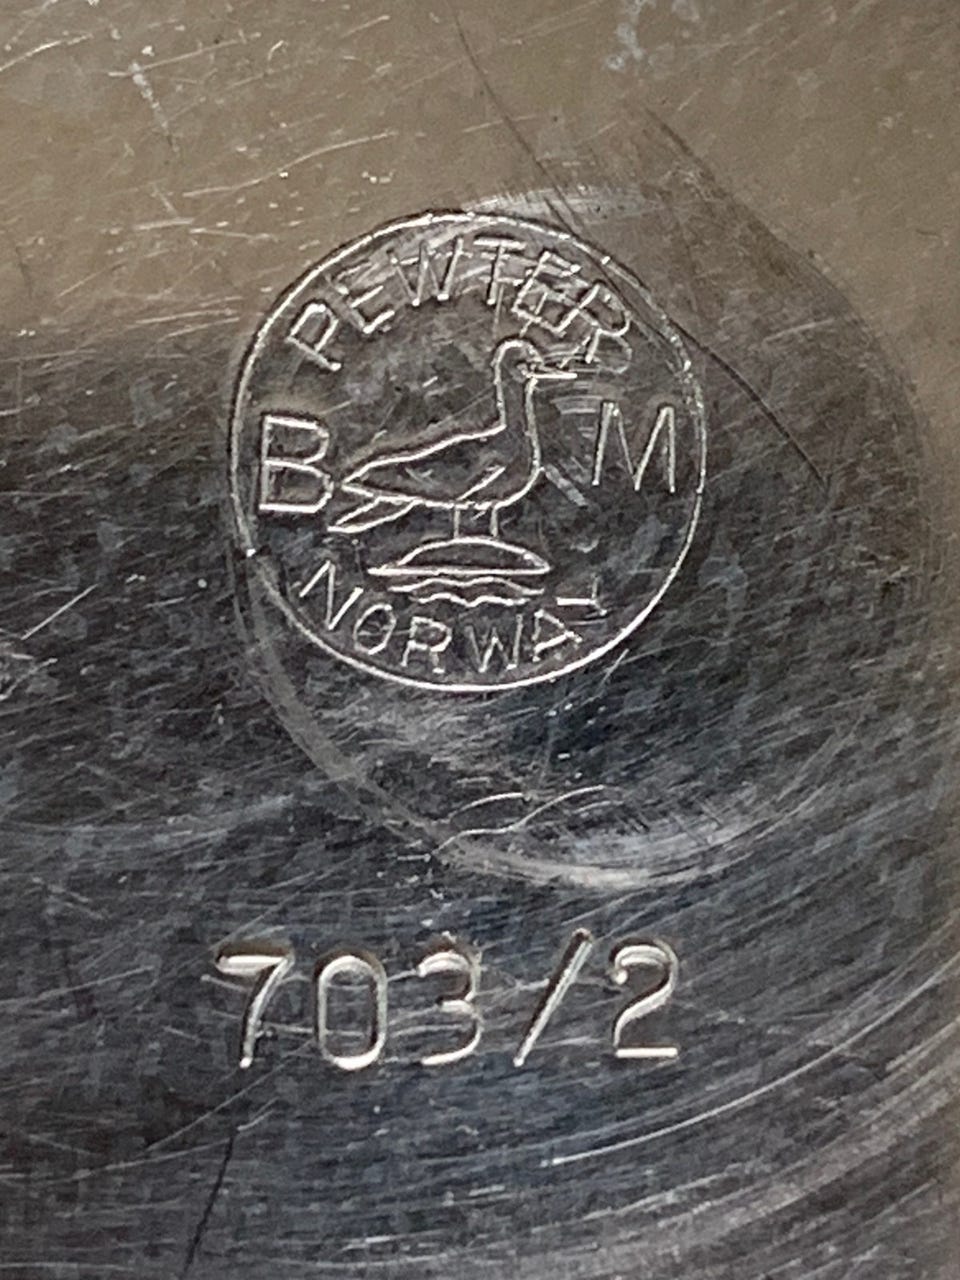 PEWTER
B M
NORWAY
703/2